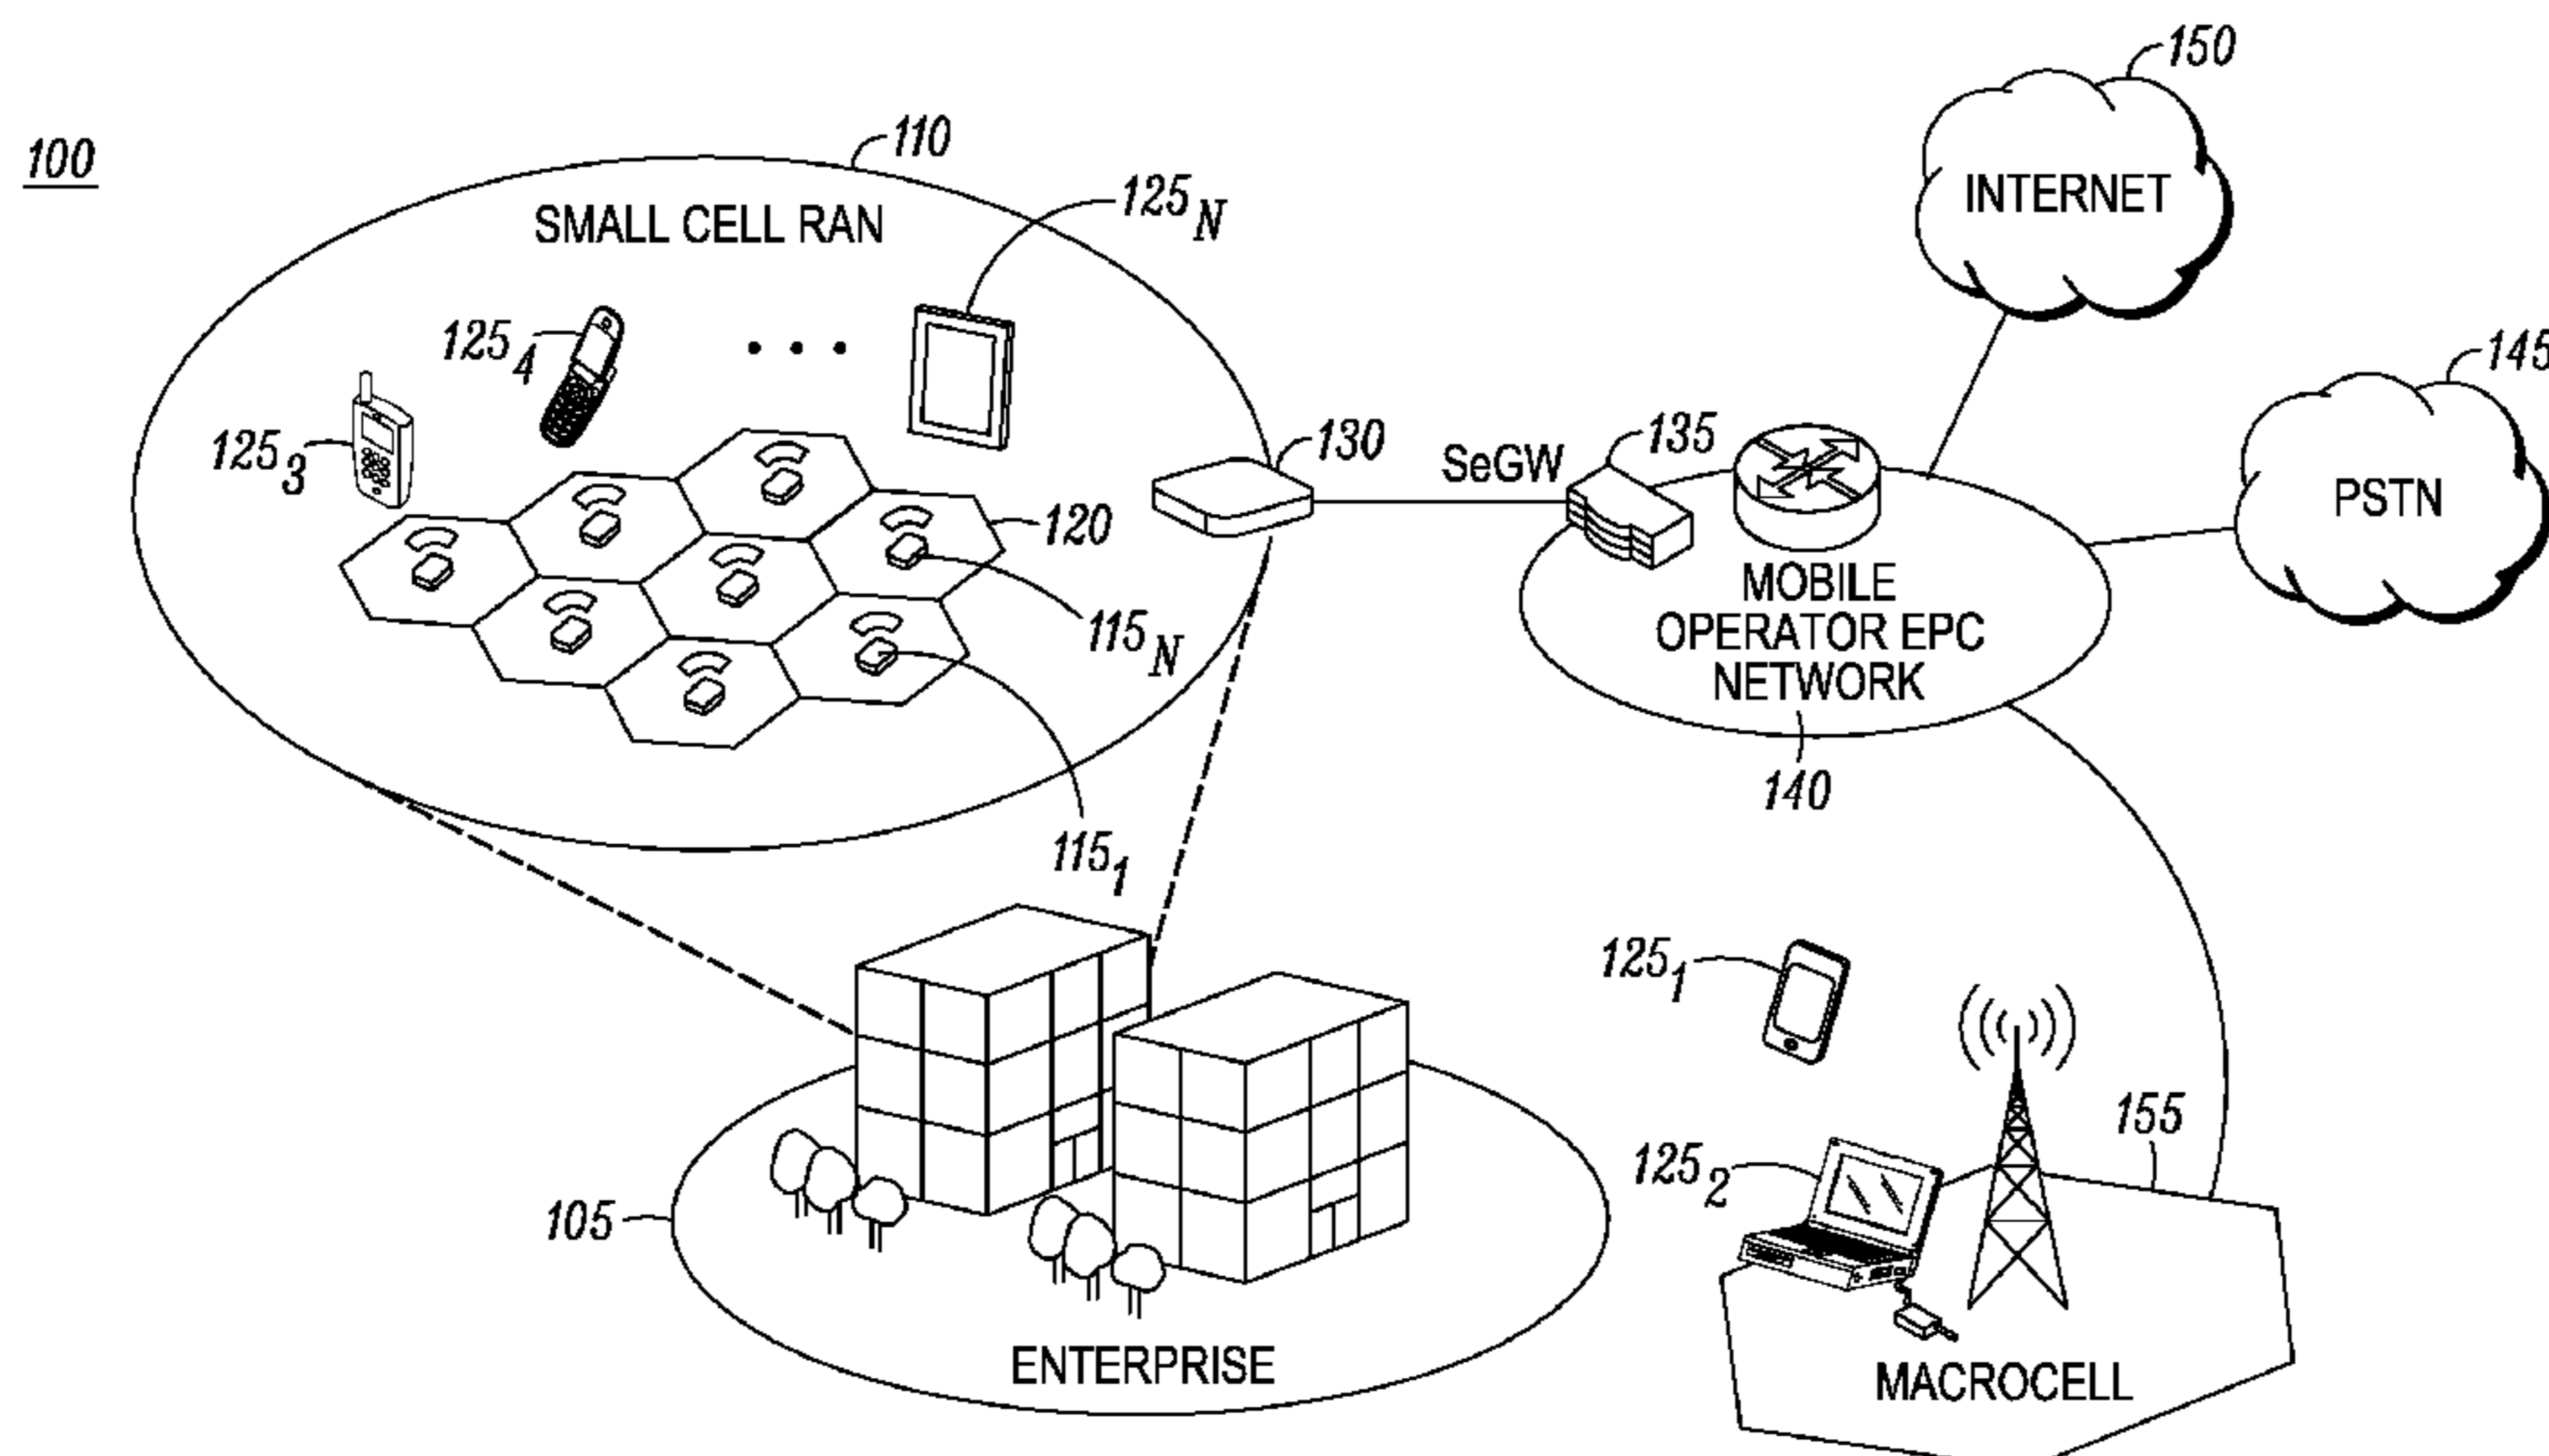 100
110
150
SMALL CELL RAN
125N
INTERNET
1254
145
1253
130
SeGW
135
PSTN
120
MOBILE
OPERATOR EPC
NETWORK
115N
140
1151
1251
155
1252
105
ENTERPRISE
MACROCELL